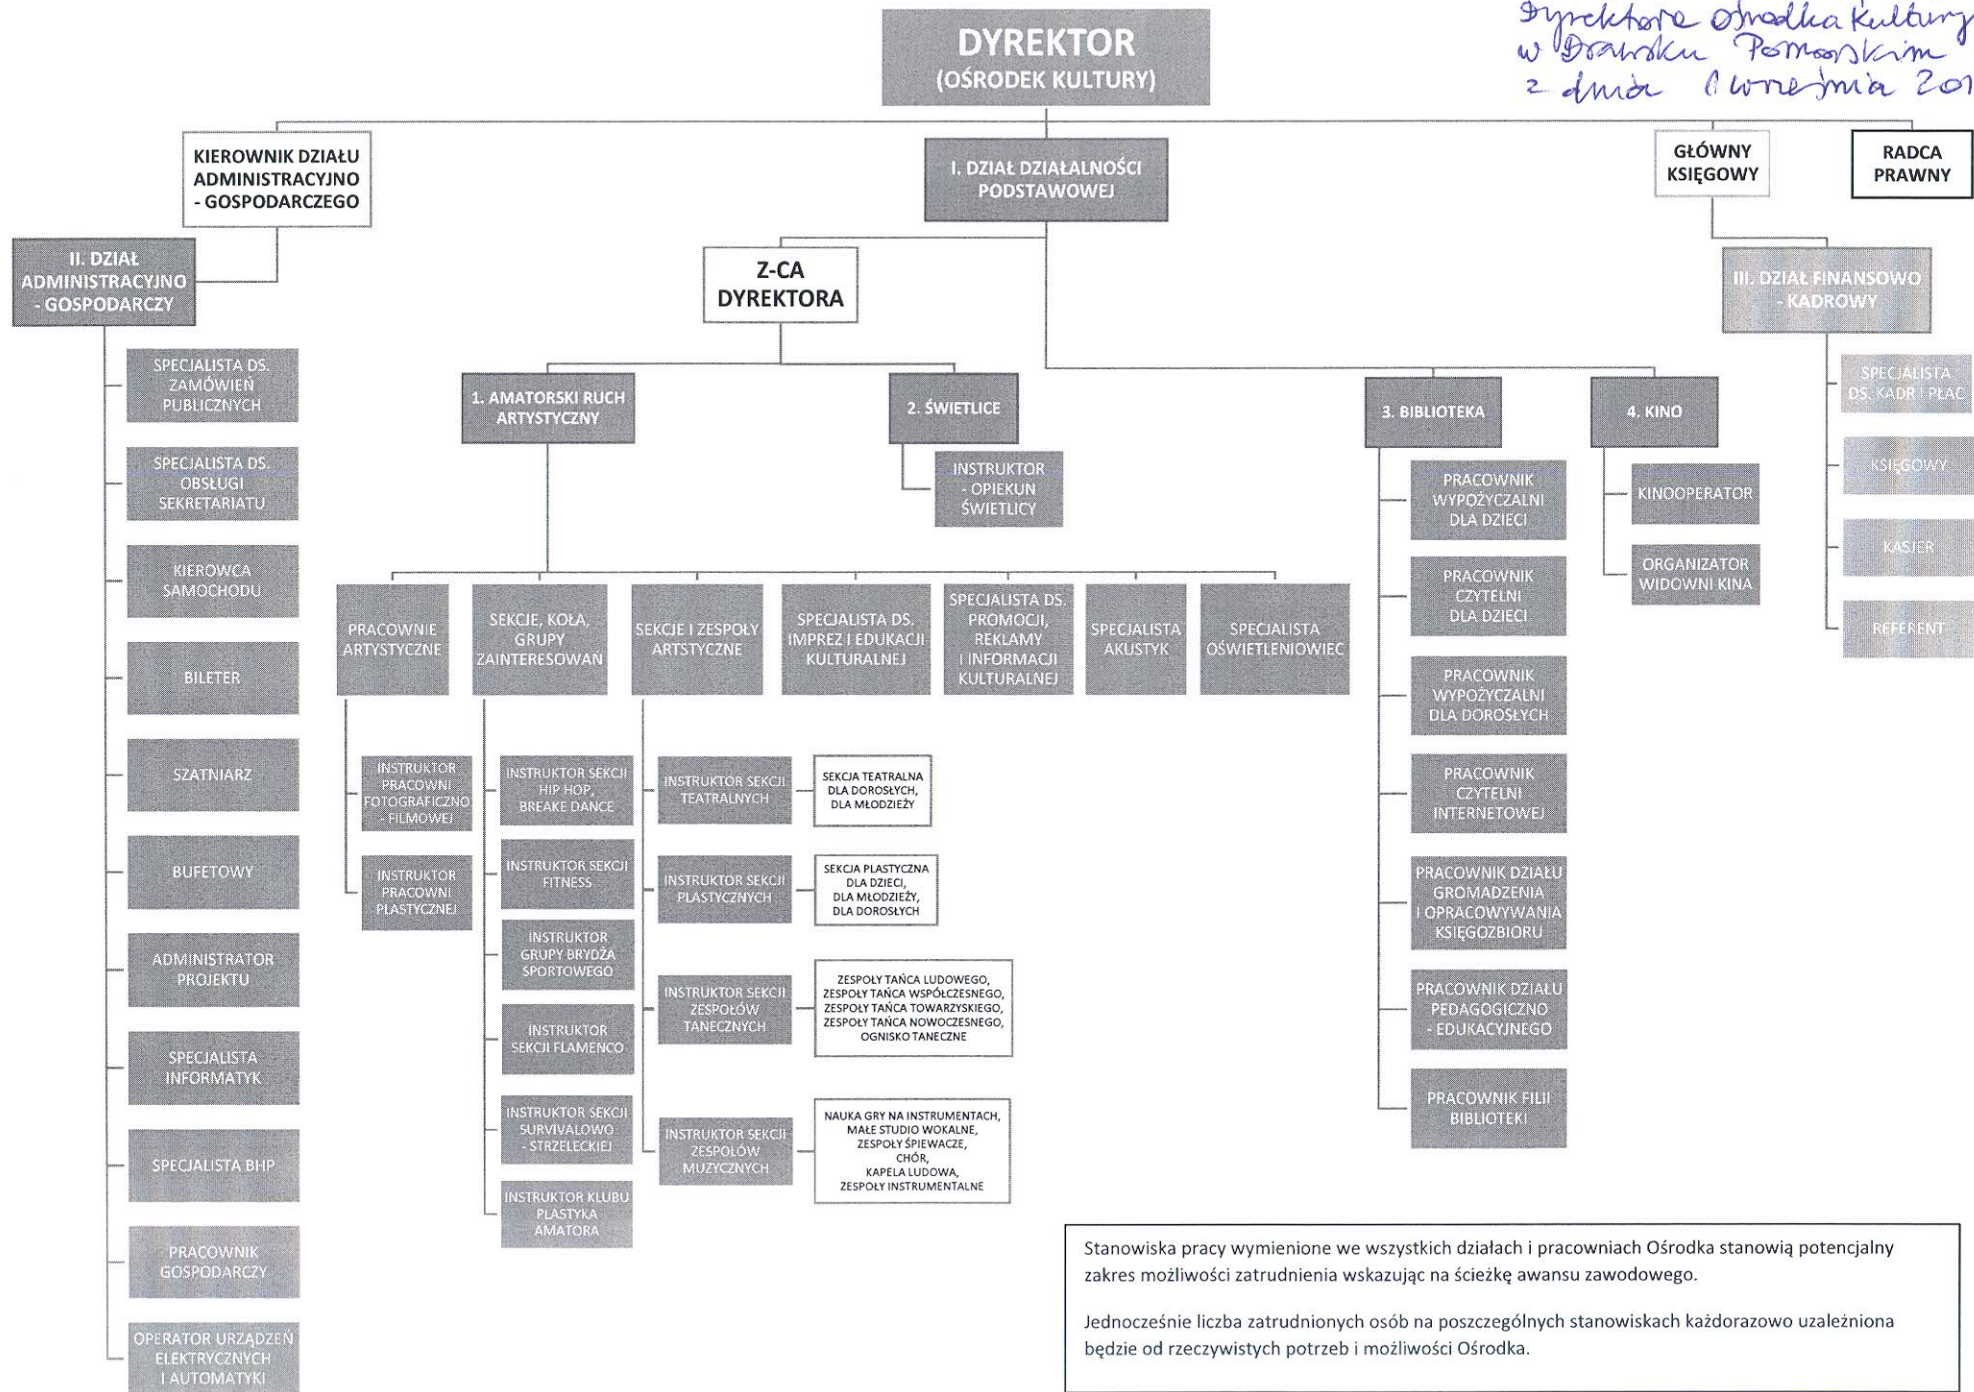 Dyrektora Ośrodka Kultury
w Drawsku Pomorskim
z dnia 1 września 201
DYREKTOR
(OŚRODEK KULTURY)
KIEROWNIK DZIAŁU
ADMINISTRACYJNO
- GOSPODARCZEGO
I. DZIAŁ DZIAŁALNOŚCI
PODSTAWOWEJ
GŁÓWNY
KSIĘGOWY
RADCA
PRAWNY
II. DZIAŁ
ADMINISTRACYJNO
- GOSPODARCZY
Z-CA
DYREKTORA
III. DZIAŁ FINANSOWO
- KADROWY
SPECJALISTA DS.
ZAMÓWIEŃ
PUBLICZNYCH
SPECJALISTA DS.
OBSŁUGI
SEKRETARIATU
KIEROWCA
SAMOCHODU
BILETER
SZATNIARZ
BUFETOWY
ADMINISTRATOR
PROJEKTU
SPECJALISTA
INFORMATYK
SPECJALISTA BHP
PRACOWNIK
GOSPODARCZY
OPERATOR URZĄDZEŃ
ELEKTRYCZNYCH
I AUTOMATYKI
1. AMATORSKI RUCH
ARTYSTYCZNY
2. ŚWIETLICE
INSTRUKTOR
- OPIEKUN
ŚWIETLICY
PRACOWNIE
ARTYSTYCZNE
SEKCJE, KOŁA,
GRUPY
ZAINTERESOWAŃ
SEKCJE I ZESPOŁY
ARTSTYCZNE
SPECJALISTA DS.
IMPREZ I EDUKACJI
KULTURALNEJ
SPECJALISTA DS.
PROMOCJI,
REKLAMY
I INFORMACJI
KULTURALNEJ
SPECJALISTA
AKUSTYK
SPECJALISTA
OŚWIETLENIOWIEC
INSTRUKTOR
PRACOWNI
FOTOGRAFICZNO
- FILMOWEJ
INSTRUKTOR
PRACOWNI
PLASTYCZNEJ
INSTRUKTOR SEKCJI
HIP HOP,
BREAKE DANCE
INSTRUKTOR SEKCJI
FITNESS
INSTRUKTOR
GRUPY BRYDŻA
SPORTOWEGO
INSTRUKTOR
SEKCJI FLAMENCO
INSTRUKTOR SEKCJI
SURVIVALOWO
- STRZELECKIEJ
INSTRUKTOR KLUBU
PLASTYKA
AMATORA
INSTRUKTOR SEKCJI
TEATRALNYCH
SEKCJA TEATRALNA
DLA DOROSŁYCH,
DLA MŁODZIEŻY
INSTRUKTOR SEKCJI
PLASTYCZNYCH
SEKCJA PLASTYCZNA
DLA DZIECI,
DLA MŁODZIEŻY,
DLA DOROSŁYCH
INSTRUKTOR SEKCJI
ZESPOŁÓW
TANECZNYCH
ZESPOŁY TAŃCA LUDOWEGO,
ZESPOŁY TAŃCA WSPÓŁCZESNEGO,
ZESPOŁY TAŃCA TOWARZYSKIEGO,
ZESPOŁY TAŃCA NOWOCZESNEGO,
OGNISKO TANECZNE
INSTRUKTOR SEKCJI
ZESPOŁÓW
MUZYCZNYCH
NAUKA GRY NA INSTRUMENTACH,
MAŁE STUDIO WOKALNE,
ZESPOŁY ŚPIEWACZE,
CHÓR,
KAPELA LUDOWA,
ZESPOŁY INSTRUMENTALNE
3. BIBLIOTEKA
PRACOWNIK
WYPOŻYCZALNI
DLA DZIECI
PRACOWNIK
CZYTELNI
DLA DZIECI
PRACOWNIK
WYPOŻYCZALNI
DLA DOROSŁYCH
PRACOWNIK
CZYTELNI
INTERNETOWEJ
PRACOWNIK DZIAŁU
GROMADZENIA
I OPRACOWYWANIA
KSIĘGOZBIORU
PRACOWNIK DZIAŁU
PEDAGOGICZNO
- EDUKACYJNEGO
PRACOWNIK FILII
BIBLIOTEKI
4. KINO
KINOOPERATOR
ORGANIZATOR
WIDOWNI KINA
SPECJALISTA
DS. KADR I PŁAC
KSIĘGOWY
KASJER
REFERENT
Stanowiska pracy wymienione we wszystkich działach i pracowniach Ośrodka stanowią potencjalny
zakres możliwości zatrudnienia wskazując na ścieżkę awansu zawodowego.
Jednocześnie liczba zatrudnionych osób na poszczególnych stanowiskach każdorazowo uzależniona
będzie od rzeczywistych potrzeb i możliwości Ośrodka.